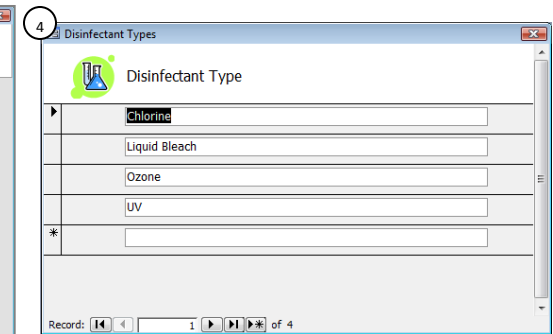 4
Disinfectant Types
Disinfectant Type
Chlorine
Liquid Bleach
Ozone
UV
*
Record: 1 of 4